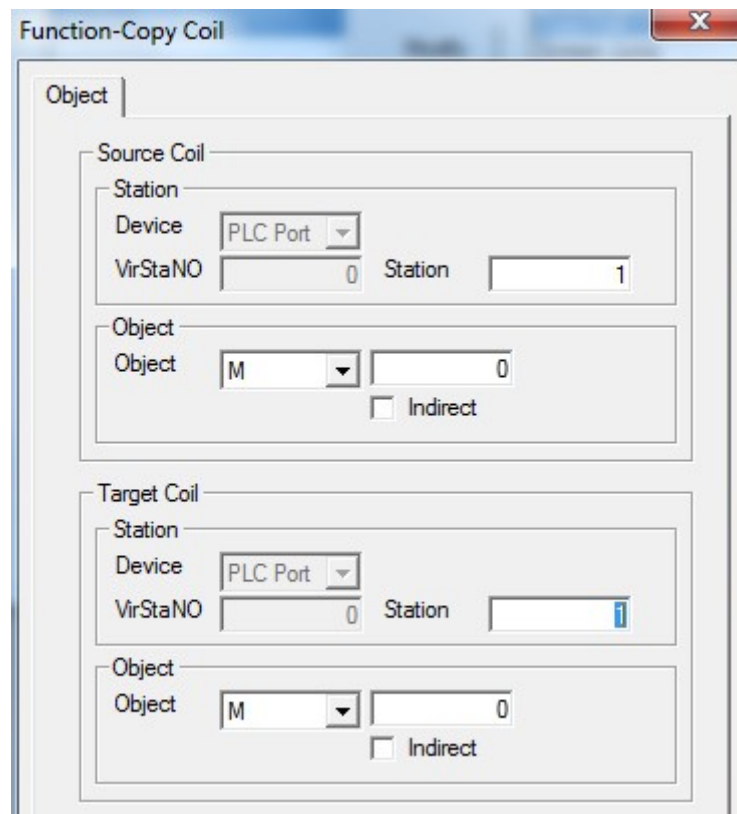 Function-Copy Coil
Object
Source Coil
Station
Device PLC Port
VirStaNO 0 Station 1
Object
Object M 0
Indirect
Target Coil
Station
Device PLC Port
VirStaNO 0 Station 1
Object
Object M 0
Indirect